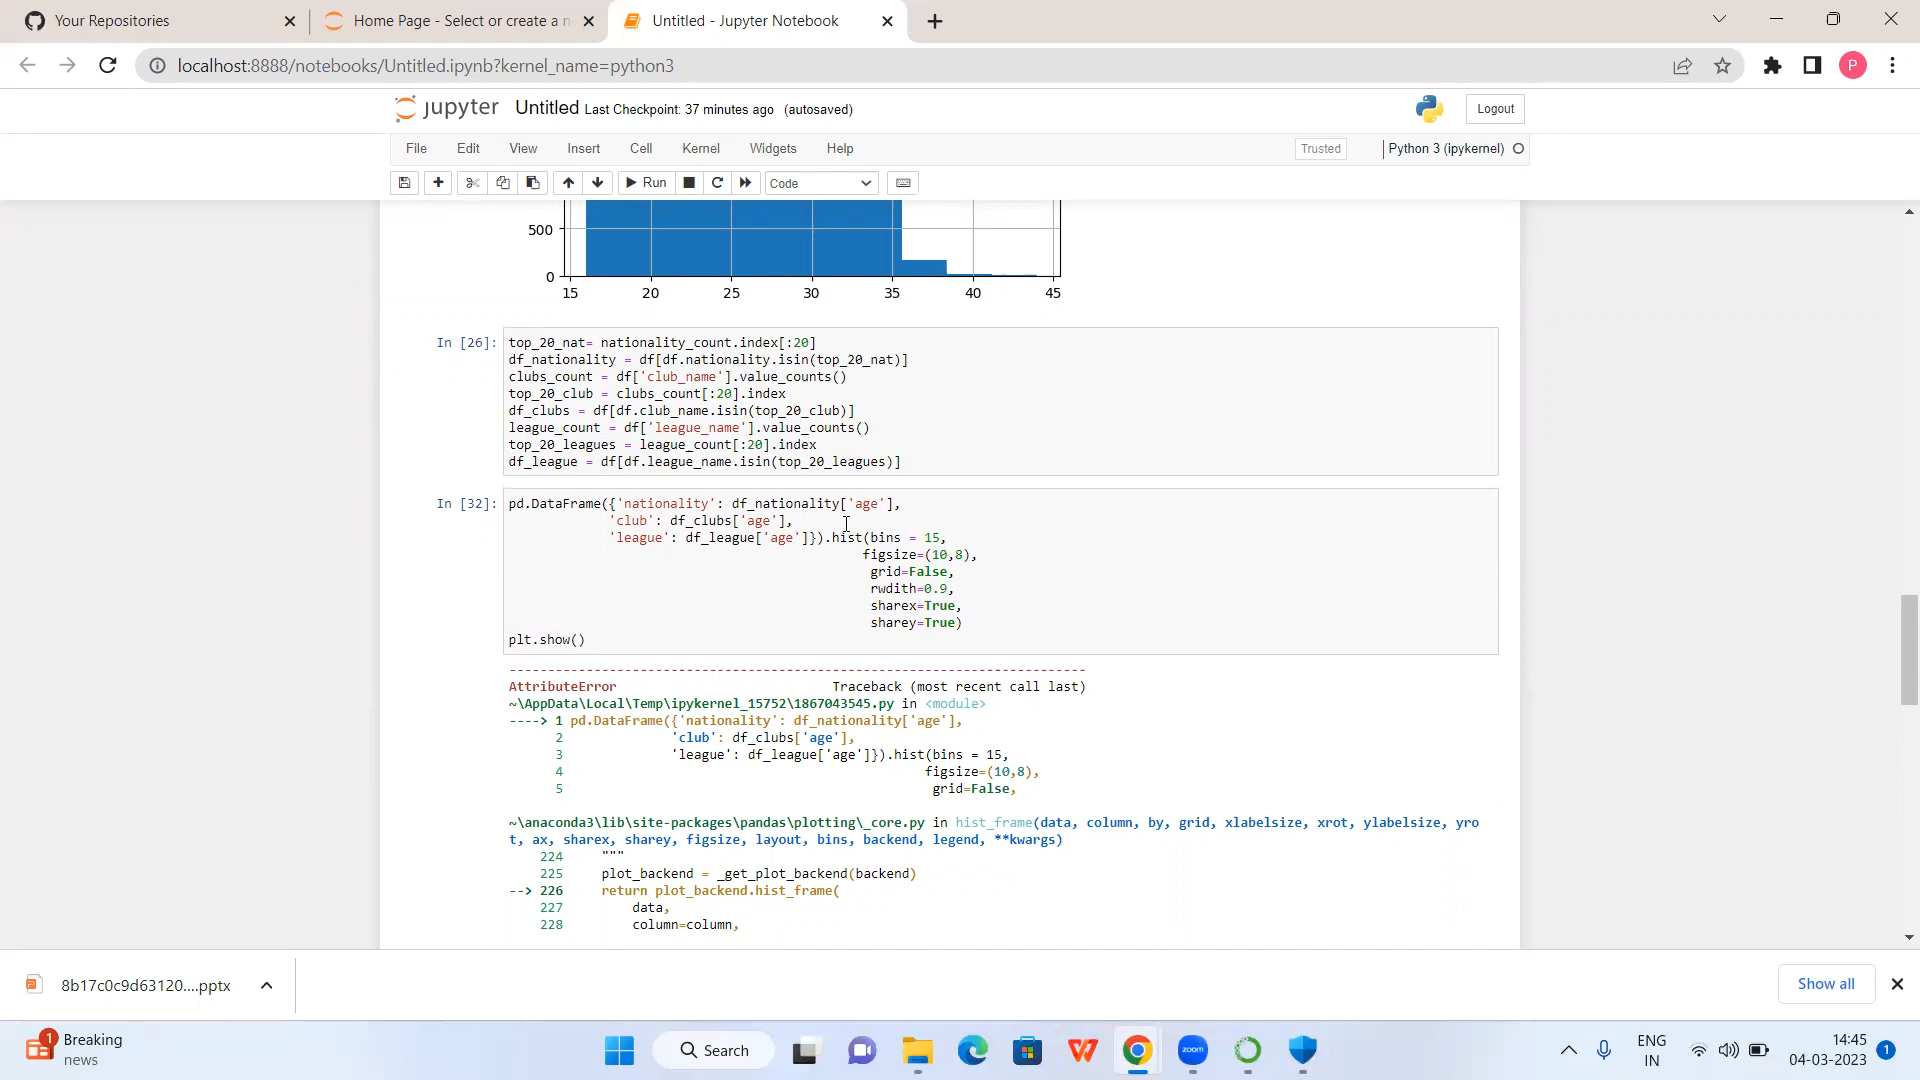 Your Repositories
Home Page - Select or create a n
Untitled - Jupyter Notebook
localhost:8888/notebooks/Untitled.ipynb?kernel_name=python3
P
jupyter Untitled Last Checkpoint: 37 minutes ago (autosaved)
Logout
File Edit View Insert Cell Kernel Widgets Help
Trusted
Python 3 (ipykernel)
Run
Code
500
0
15 20 25 30 35 40 45
In [26]:
top_20_nat= nationality_count.index[:20]
df_nationality = df[df.nationality.isin(top_20_nat)]
clubs_count = df['club_name'].value_counts()
top_20_club = clubs_count[:20].index
df_clubs = df[df.club_name.isin(top_20_club)]
league_count = df['league_name'].value_counts()
top_20_leagues = league_count[:20].index
df_league = df[df.league_name.isin(top_20_leagues)]
In [32]:
pd.DataFrame({'nationality': df_nationality['age'],
'club': df_clubs['age'],
'league': df_league['age']}).hist(bins = 15,
figsize=(10,8),
grid=False,
rwdith=0.9,
sharex=True,
sharey=True)
plt.show()
---------------------------------------------------------------------------
AttributeError Traceback (most recent call last)
~\AppData\Local\Temp\ipykernel_15752\1867043545.py in <module>
----> 1 pd.DataFrame({'nationality': df_nationality['age'],
2 'club': df_clubs['age'],
3 'league': df_league['age']}).hist(bins = 15,
4 figsize=(10,8),
5 grid=False,
~\anaconda3\lib\site-packages\pandas\plotting\_core.py in hist_frame(data, column, by, grid, xlabelsize, xrot, ylabelsize, yro
t, ax, sharex, sharey, figsize, layout, bins, backend, legend, **kwargs)
224 """
225 plot_backend = _get_plot_backend(backend)
--> 226 return plot_backend.hist_frame(
227 data,
228 column=column,
8b17c0c9d63120....pptx
Show all
1
Breaking
news
Search
zoom
ENG
IN
14:45
04-03-2023
1